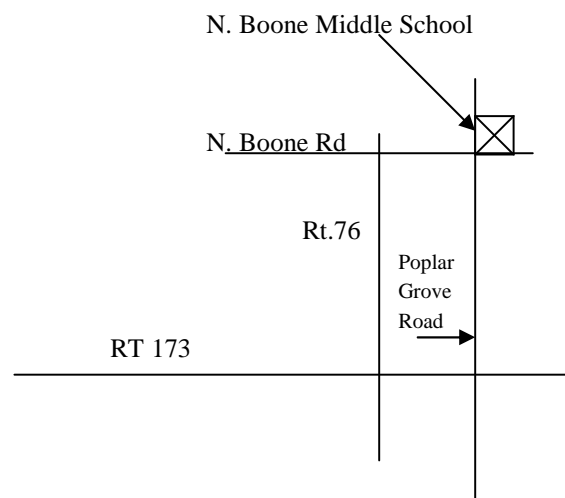 N. Boone Middle School
N. Boone Rd
Rt.76
Poplar
Grove
Road
RT 173